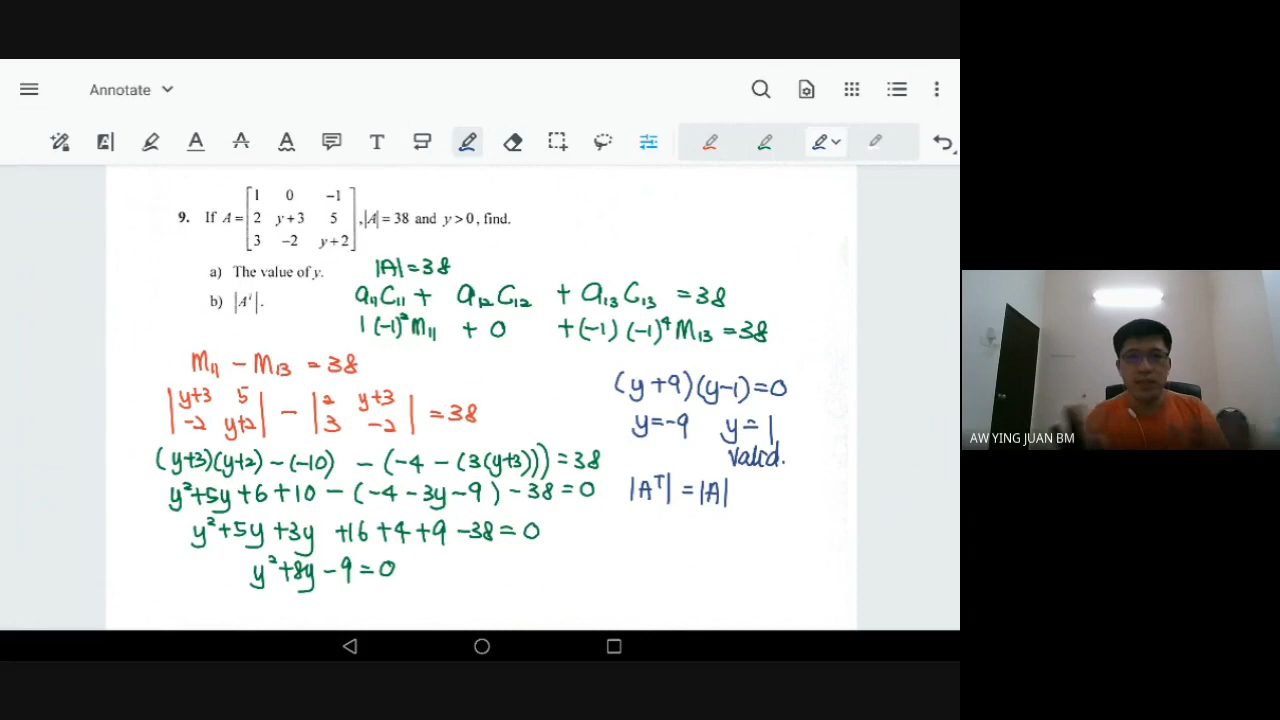 Annotate
9. If A = [1 0 −1; 2 y+3 5; 3 −2 y+2], |A| = 38 and y > 0, find.
a) The value of y.
b) |Aᵗ|.
|A| = 38
a₁₁C₁₁ + a₁₂C₁₂ + a₁₃C₁₃ = 38
1(-1)²M₁₁ + 0 + (-1)(-1)⁴M₁₃ = 38
M₁₁ − M₁₃ = 38
|y+3 5; -2 y+2| − |2 y+3; 3 -2| = 38
(y+3)(y+2) − (-10) − (-4 − (3(y+3))) = 38
y²+5y+6+10 − (-4-3y-9) − 38 = 0
y²+5y+3y +16+4+9-38=0
y²+8y-9=0
(y+9)(y-1)=0
y=-9 y=1
valid.
|Aᵀ| = |A|
AW YING JUAN BM